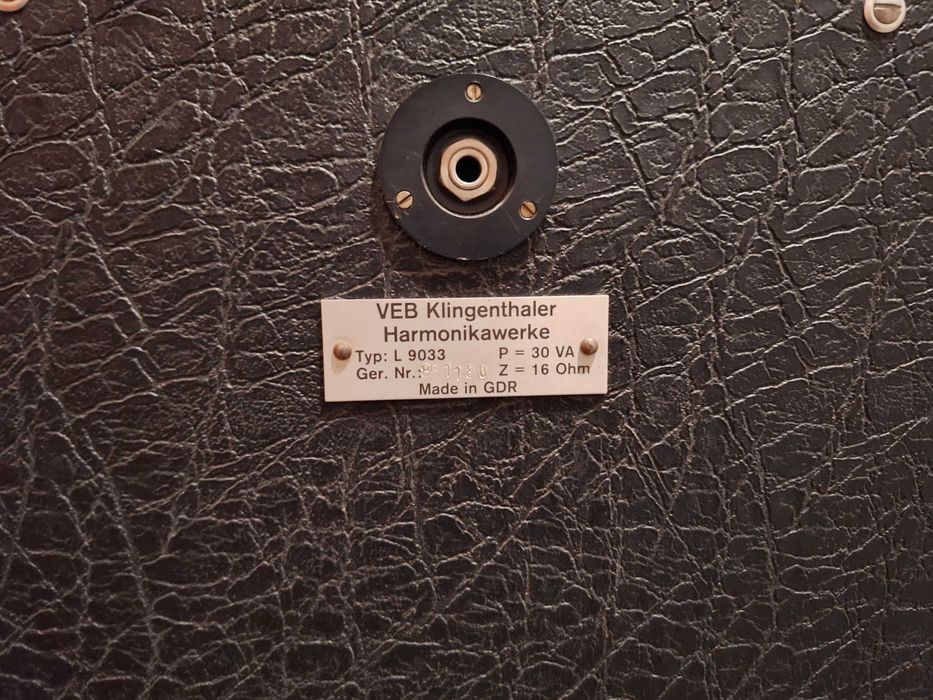 VEB Klingenthaler
Harmonikawerke
Typ: L 9033 P = 30 VA
Ger. Nr.: Z = 16 Ohm
Made in GDR